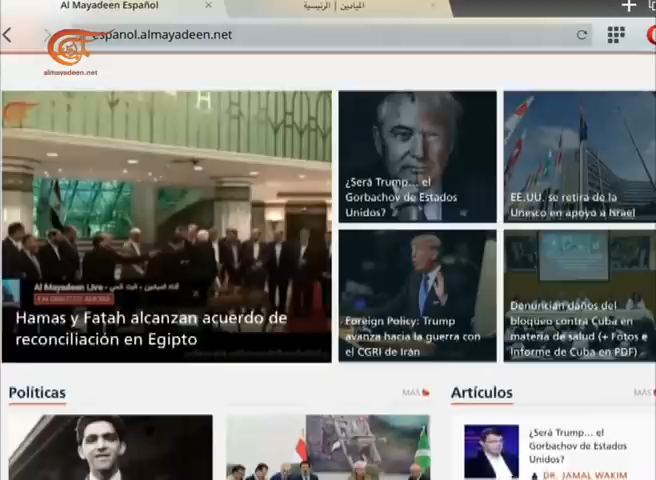 Al Mayadeen Español
الميادين | الرئيسية
espanol.almayadeen.net
almayadeen.net
Al Mayadeen Live
Hamas y Fatah alcanzan acuerdo de
reconciliación en Egipto
¿Será Trump... el
Gorbachov de Estados
Unidos?
EE.UU. se retira de la
Unesco en apoyo a Israel
Foreign Policy: Trump
avanza hacia la guerra con
el CGRI de Irán
Denuncian daños del
bloqueo contra Cuba en
materia de salud (+ Fotos e
Informe de Cuba en PDF)
Políticas
MÁS
Artículos
MÁS
¿Será Trump... el
Gorbachov de Estados
Unidos?
DR. JAMAL WAKIM